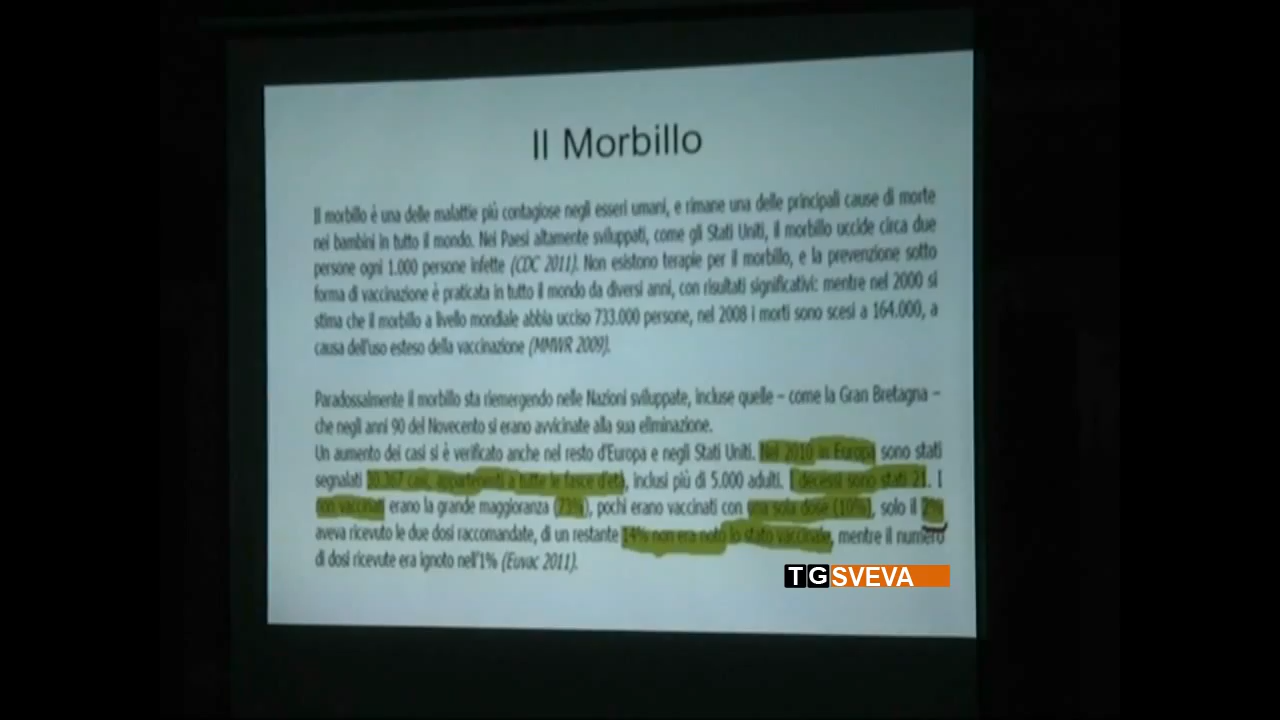 Il Morbillo
Il morbillo è una delle malattie più contagiose negli esseri umani, e rimane una delle principali cause di morte
nei bambini in tutto il mondo. Nei Paesi altamente sviluppati, come gli Stati Uniti, il morbillo uccide circa due
persone ogni 1.000 persone infette (CDC 2011). Non esistono terapie per il morbillo, e la prevenzione sotto
forma di vaccinazione è praticata in tutto il mondo da diversi anni, con risultati significativi: mentre nel 2000 si
stima che il morbillo a livello mondiale abbia ucciso 733.000 persone, nel 2008 i morti sono scesi a 164.000, a
causa dell'uso esteso della vaccinazione (MMWR 2009).
Paradossalmente il morbillo sta riemergendo nelle Nazioni sviluppate, incluse quelle – come la Gran Bretagna –
che negli anni 90 del Novecento si erano avvicinate alla sua eliminazione.
Un aumento dei casi si è verificato anche nel resto d'Europa e negli Stati Uniti. Nel 2010 in Europa sono stati
segnalati casi, appartenenti a tutte le fasce d'età, inclusi più di 5.000 adulti. I decessi sono stati 21. I
non vaccinati erano la grande maggioranza (73%), pochi erano vaccinati con una sola dose (10%), solo il 2%
aveva ricevuto le due dosi raccomandate, di un restante 14% non era noto lo stato vaccinale, mentre il numero
di dosi ricevute era ignoto nell'1% (Euvac 2011).
TGSVEVA